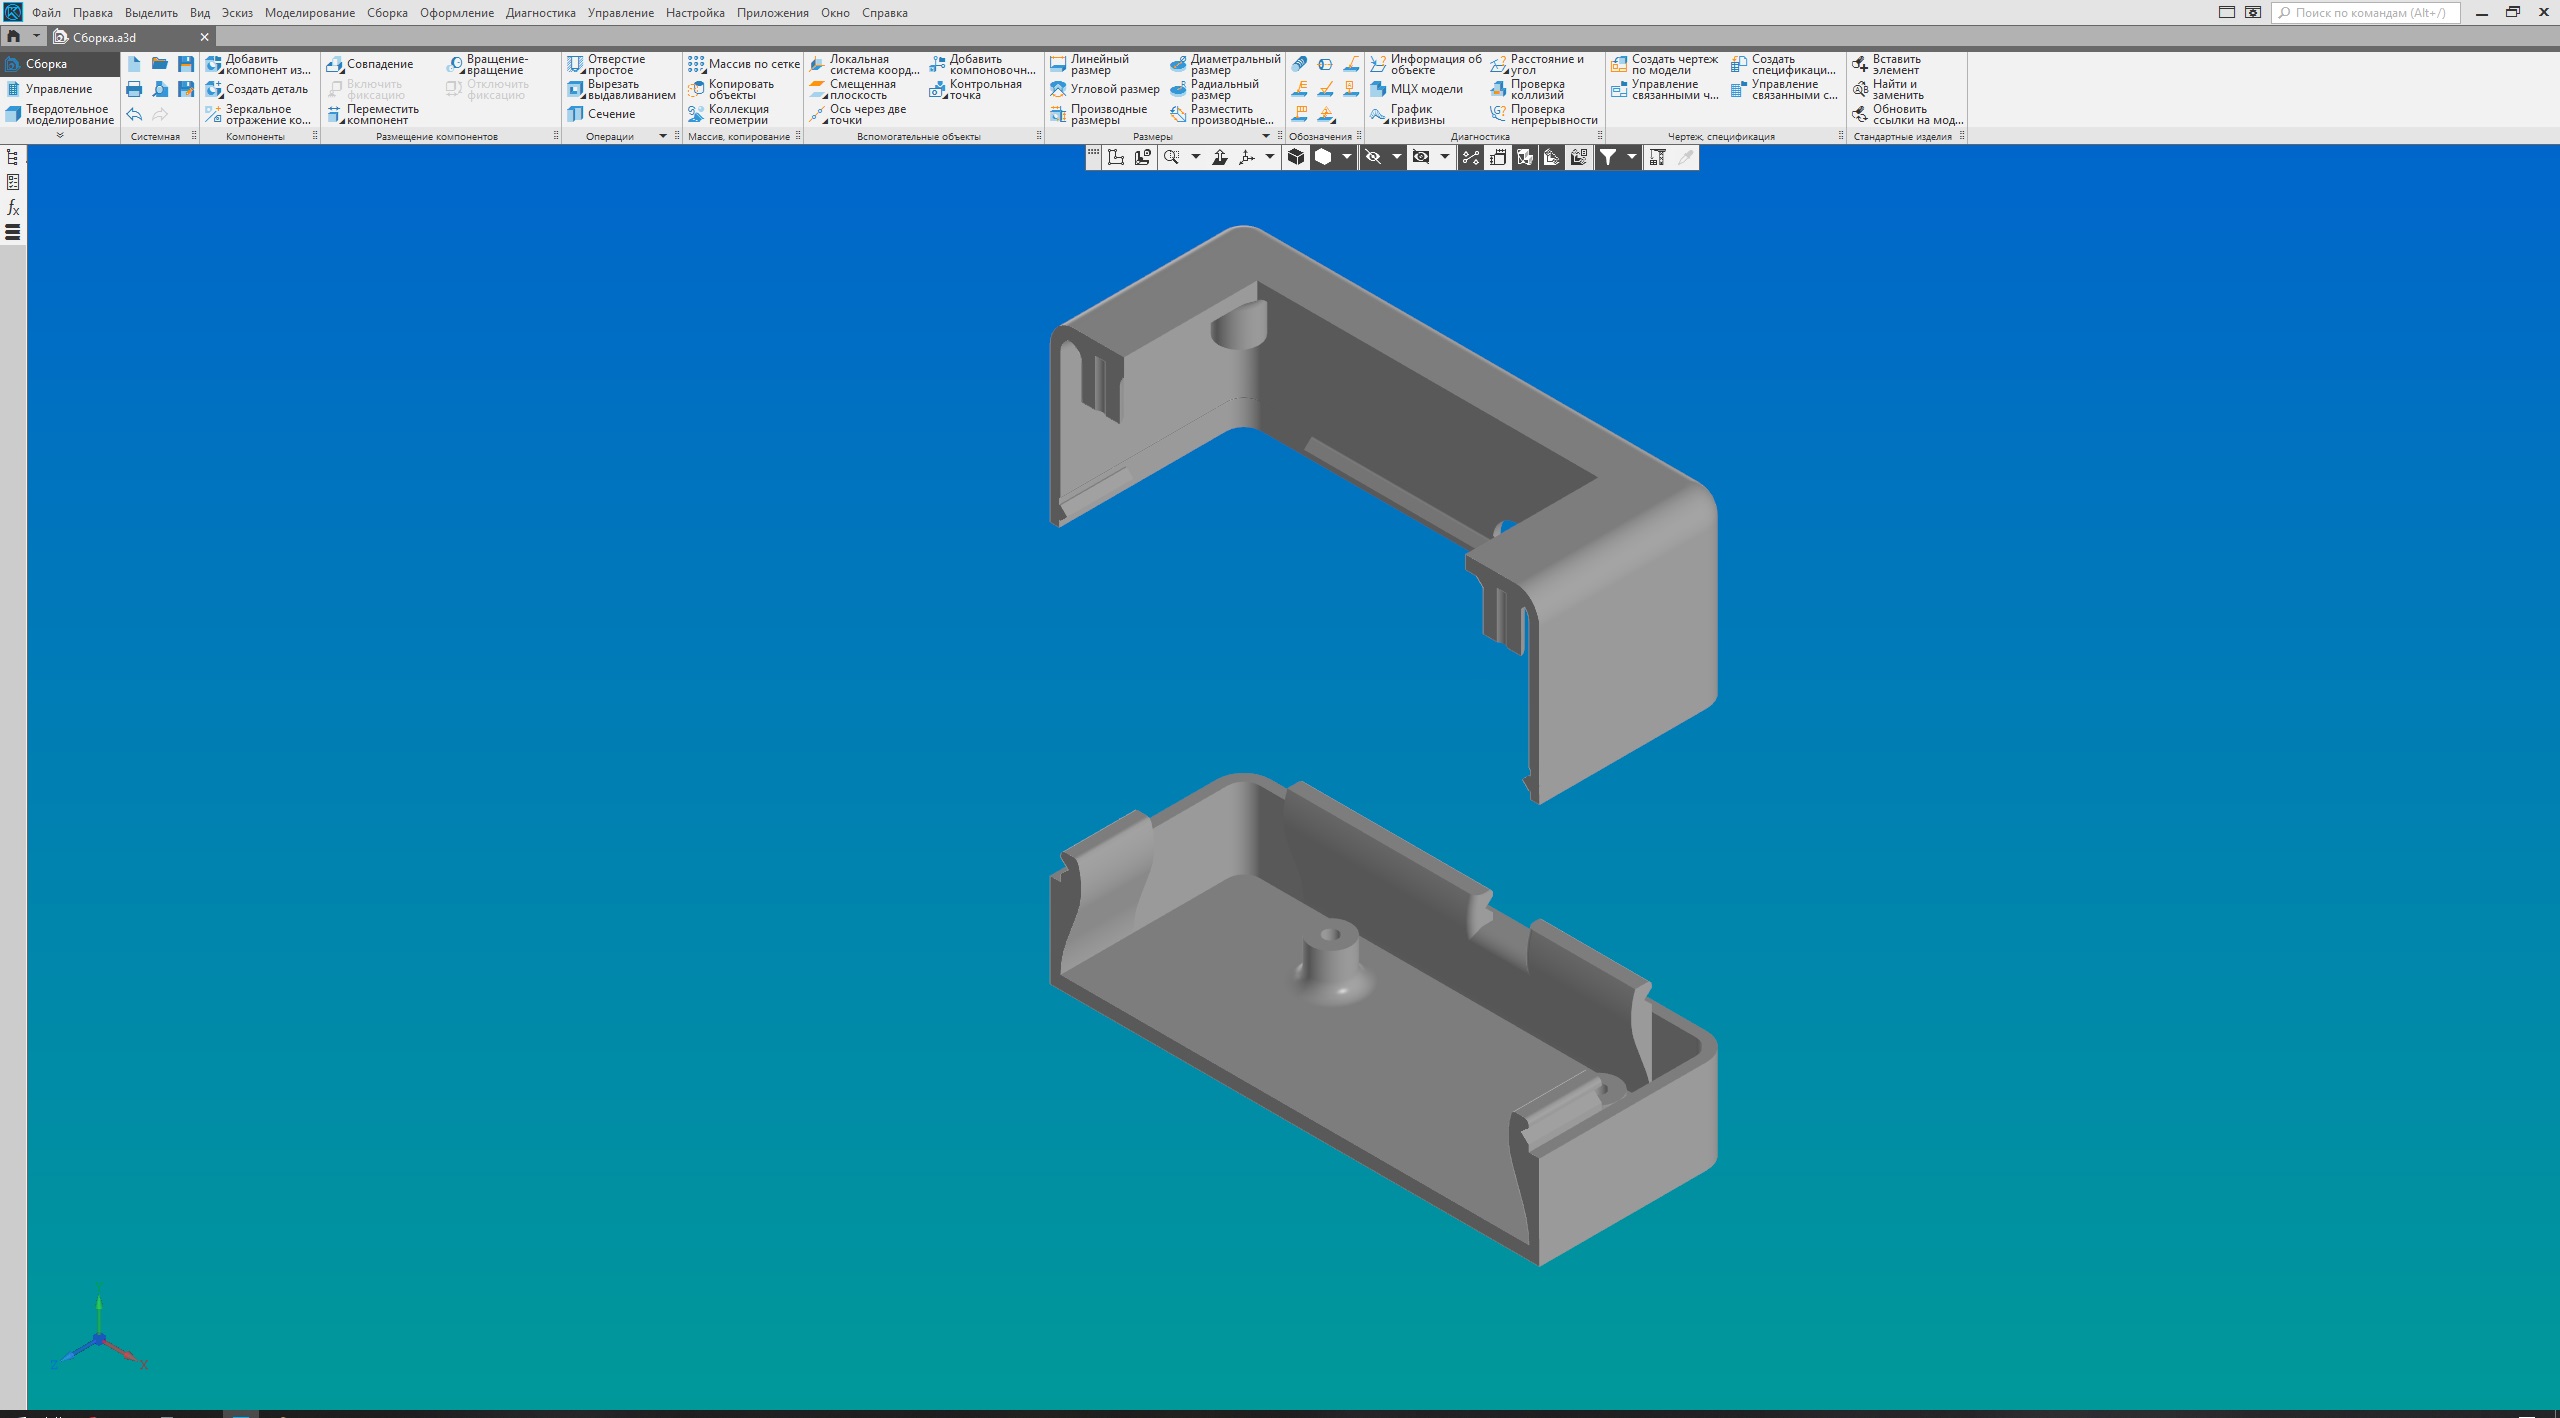 Файл Правка Выделить Вид Эскиз Моделирование Сборка Оформление Диагностика Управление Настройка Приложения Окно Справка
Поиск по командам (Alt+/)
Сборка.a3d
Сборка
Управление
Твердотельное
моделирование
Системная
Добавить
компонент из...
Создать деталь
Зеркальное
отражение ко...
Компоненты
Совпадение
Включить
фиксацию
Переместить
компонент
Вращение-
вращение
Отключить
фиксацию
Размещение компонентов
Отверстие
простое
Вырезать
выдавливанием
Сечение
Операции
Массив по сетке
Копировать
объекты
Коллекция
геометрии
Массив, копирование
Локальная
система коорд...
Смещенная
плоскость
Ось через две
точки
Добавить
компоновочн...
Контрольная
точка
Вспомогательные объекты
Линейный
размер
Угловой размер
Производные
размеры
Диаметральный
размер
Радиальный
размер
Разместить
производные...
Размеры
Обозначения
Информация об
объекте
МЦХ модели
График
кривизны
Расстояние и
угол
Проверка
коллизий
Проверка
непрерывности
Диагностика
Создать чертеж
по модели
Управление
связанными ч...
Создать
спецификаци...
Управление
связанными с...
Чертеж, спецификация
Вставить
элемент
Найти и
заменить
Обновить
ссылки на мод...
Стандартные изделия
fx
Z
X